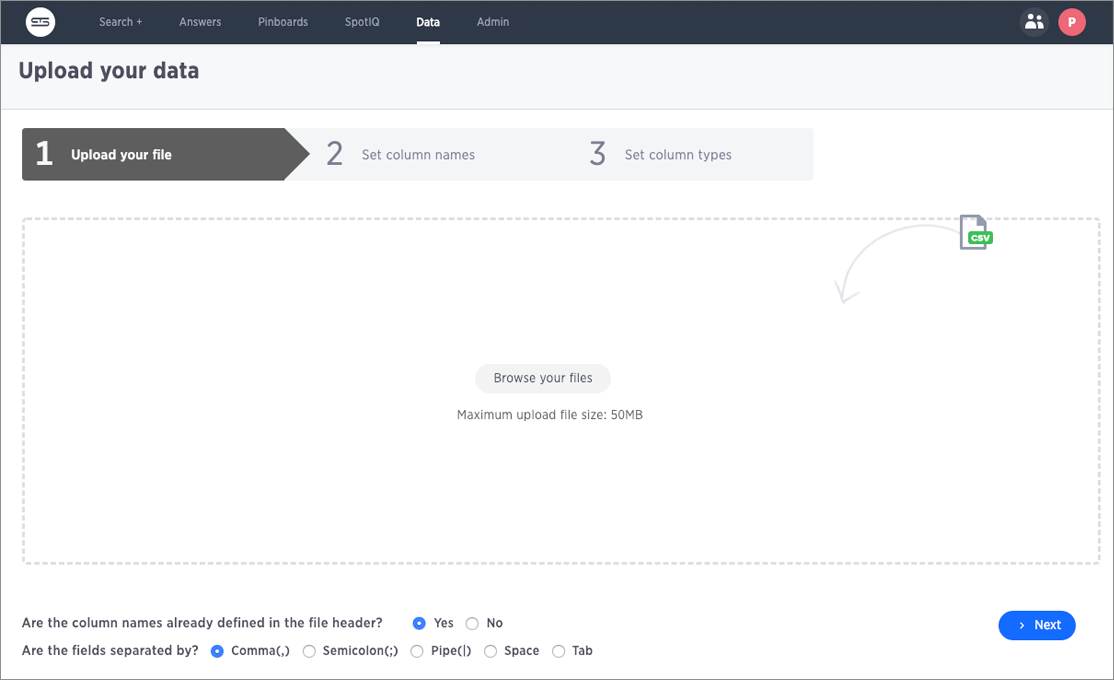 Search + Answers Pinboards SpotIQ Data Admin P
Upload your data
1 Upload your file 2 Set column names 3 Set column types
CSV
Browse your files
Maximum upload file size: 50MB
Are the column names already defined in the file header? Yes No
Next
Are the fields separated by? Comma(,) Semicolon(;) Pipe(|) Space Tab